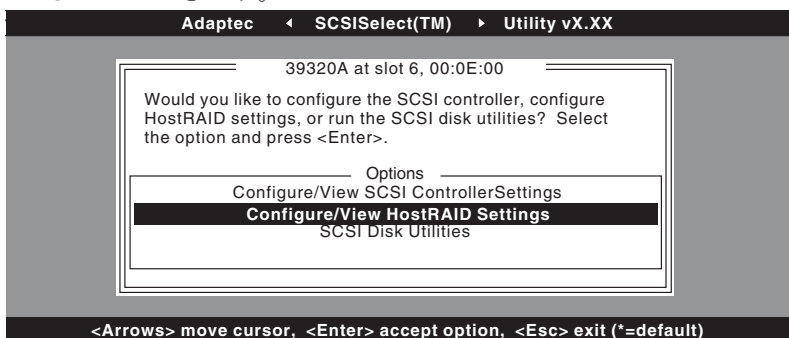 Adaptec ◂ SCSISelect(TM) ▸ Utility vX.XX
39320A at slot 6, 00:0E:00
Would you like to configure the SCSI controller, configure
HostRAID settings, or run the SCSI disk utilities? Select
the option and press <Enter>.
Options
Configure/View SCSI ControllerSettings
Configure/View HostRAID Settings
SCSI Disk Utilities
<Arrows> move cursor, <Enter> accept option, <Esc> exit (*=default)